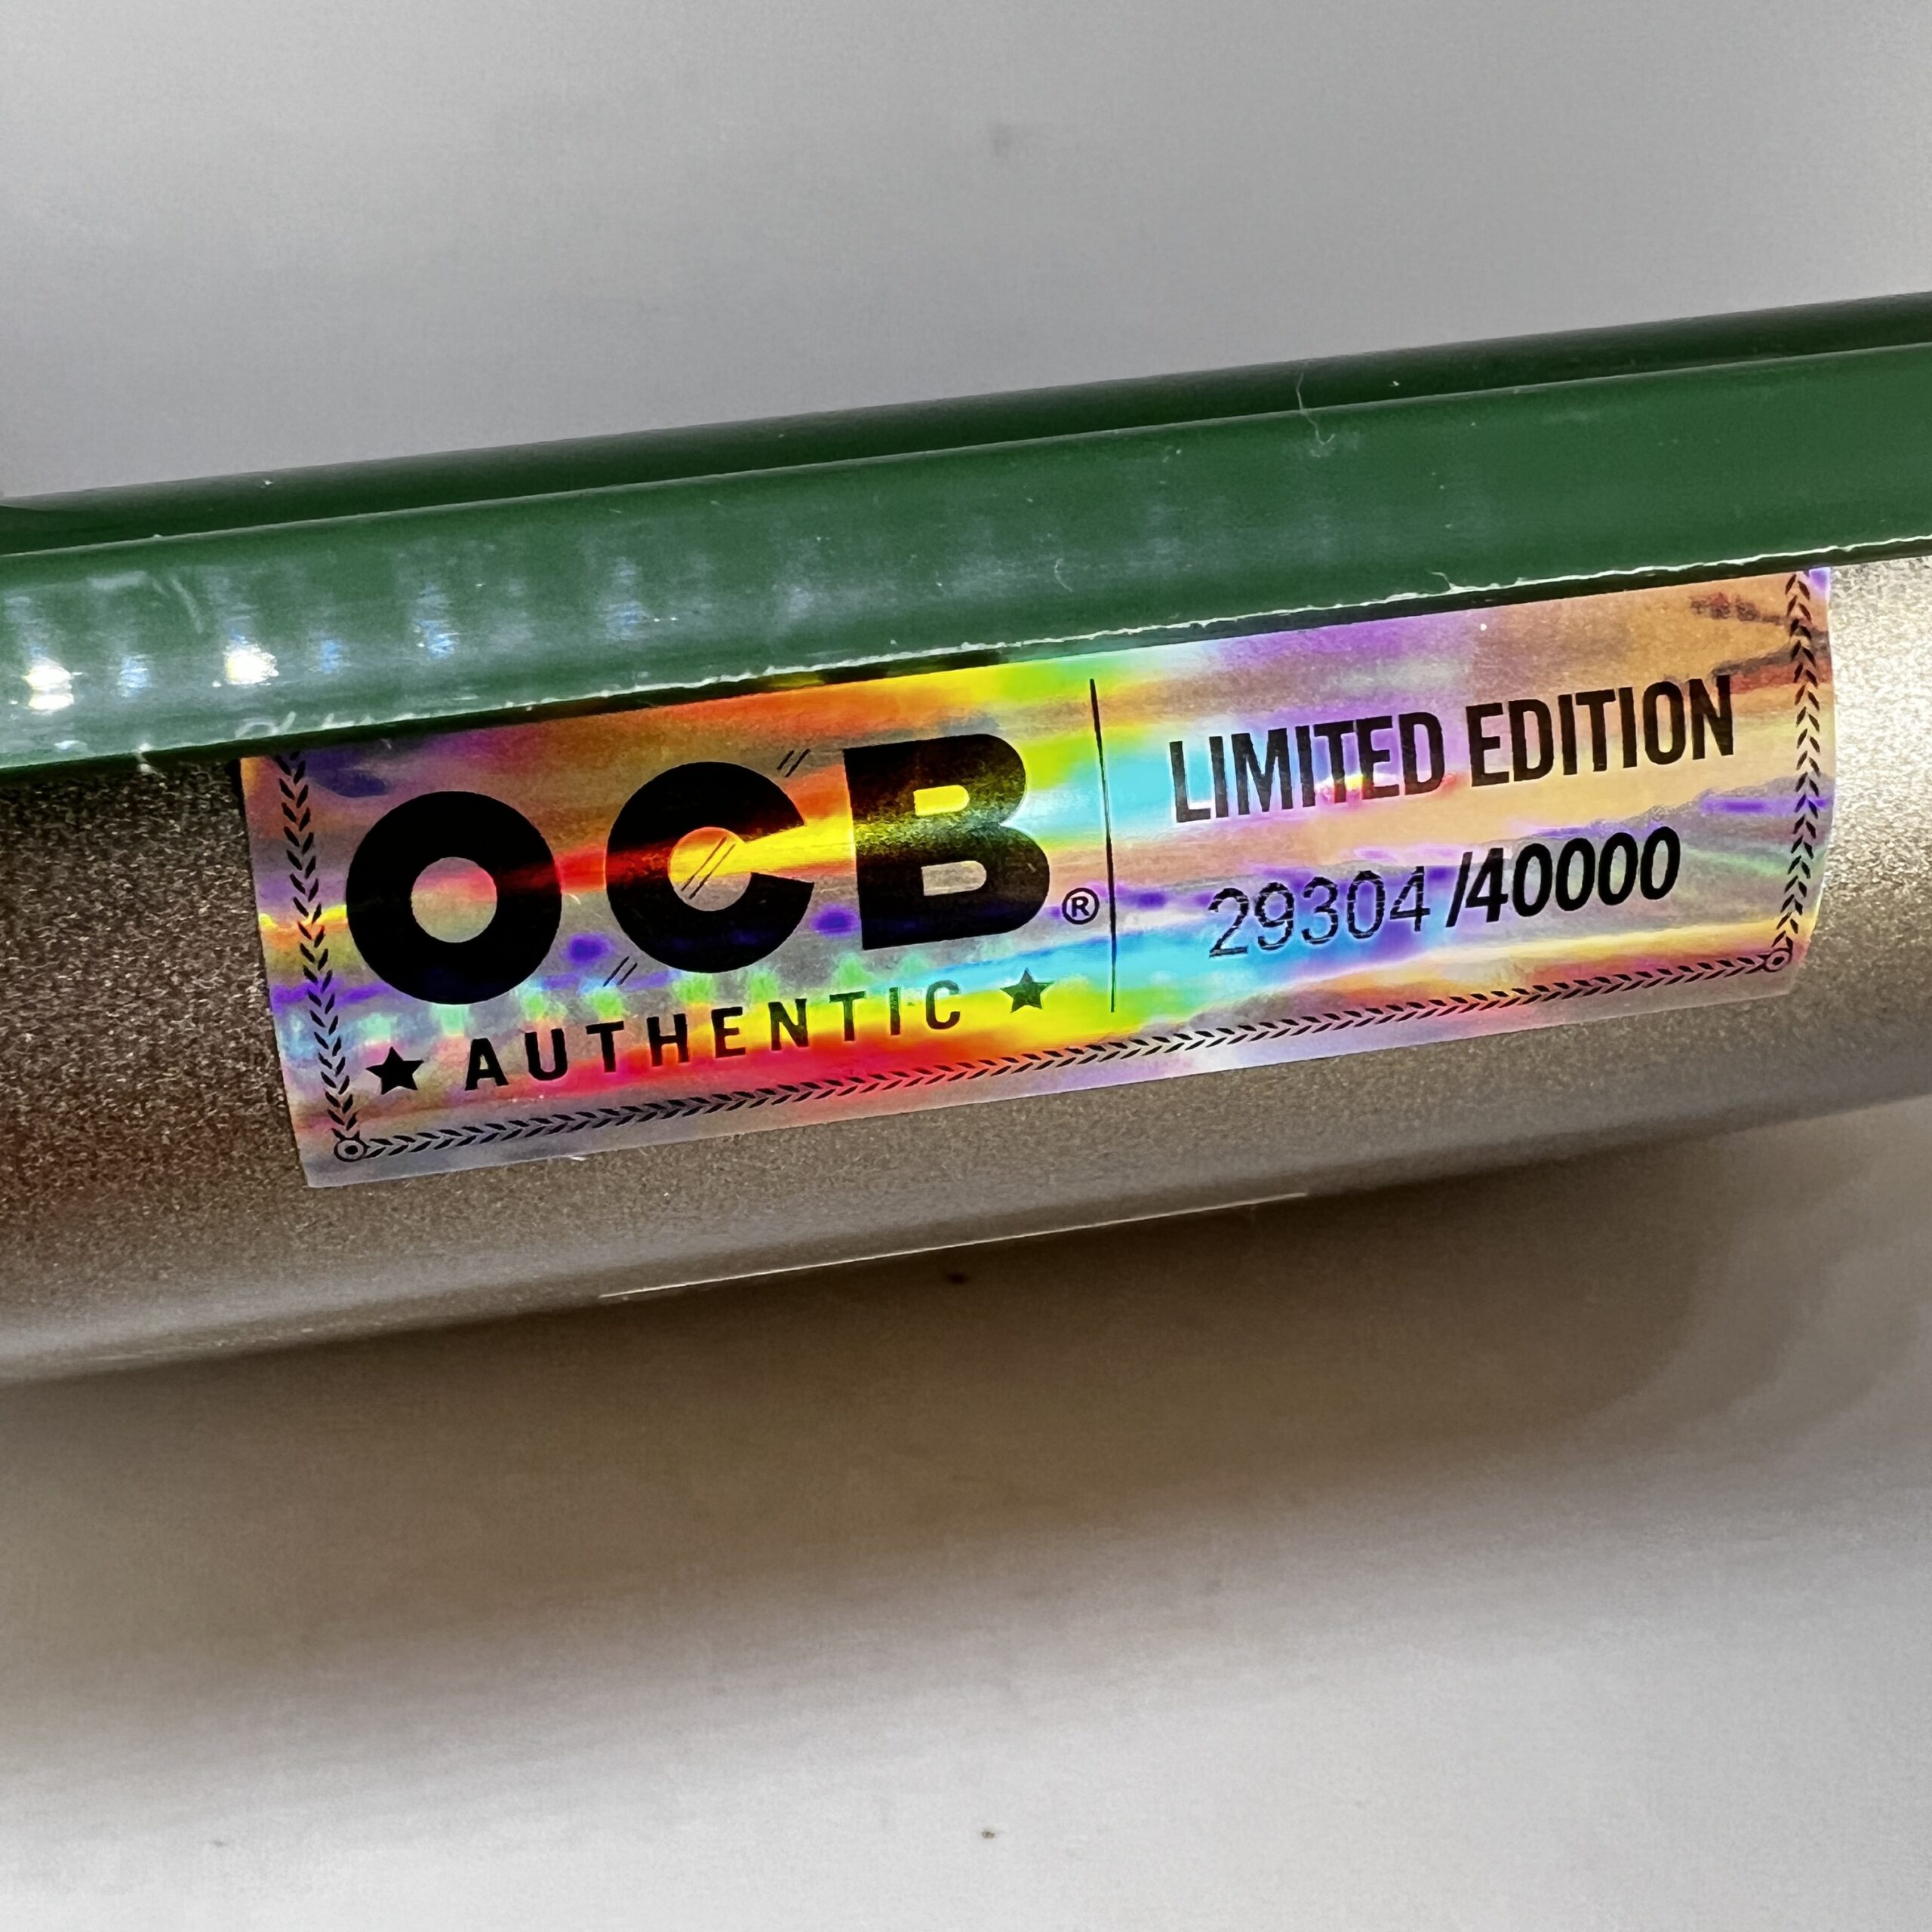 OCB®
★ AUTHENTIC ★
LIMITED EDITION
29304/40000